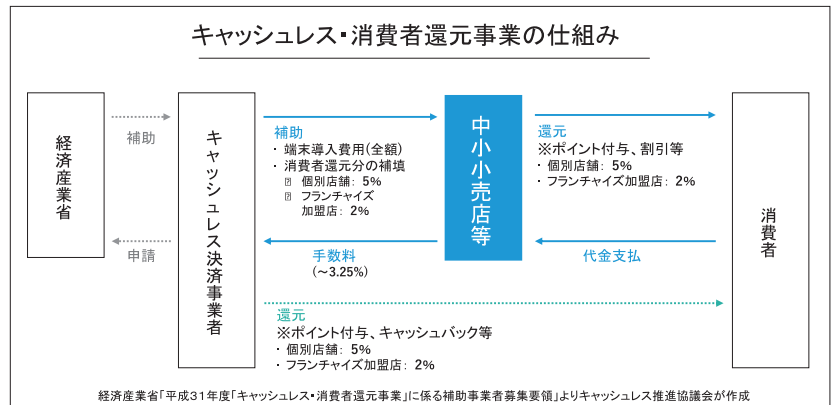 キャッシュレス・消費者還元事業の仕組み
経済産業省
補助
申請
キャッシュレス決済事業者
補助
・ 端末導入費用(全額)
・ 消費者還元分の補填
個別店舗: 5%
フランチャイズ
加盟店: 2%
手数料
(~3.25%)
中小小売店等
還元
※ポイント付与、割引等
・ 個別店舗: 5%
・ フランチャイズ加盟店: 2%
代金支払
消費者
還元
※ポイント付与、キャッシュバック等
・ 個別店舗: 5%
・ フランチャイズ加盟店: 2%
経済産業省「平成31年度「キャッシュレス・消費者還元事業」に係る補助事業者募集要領」よりキャッシュレス推進協議会が作成